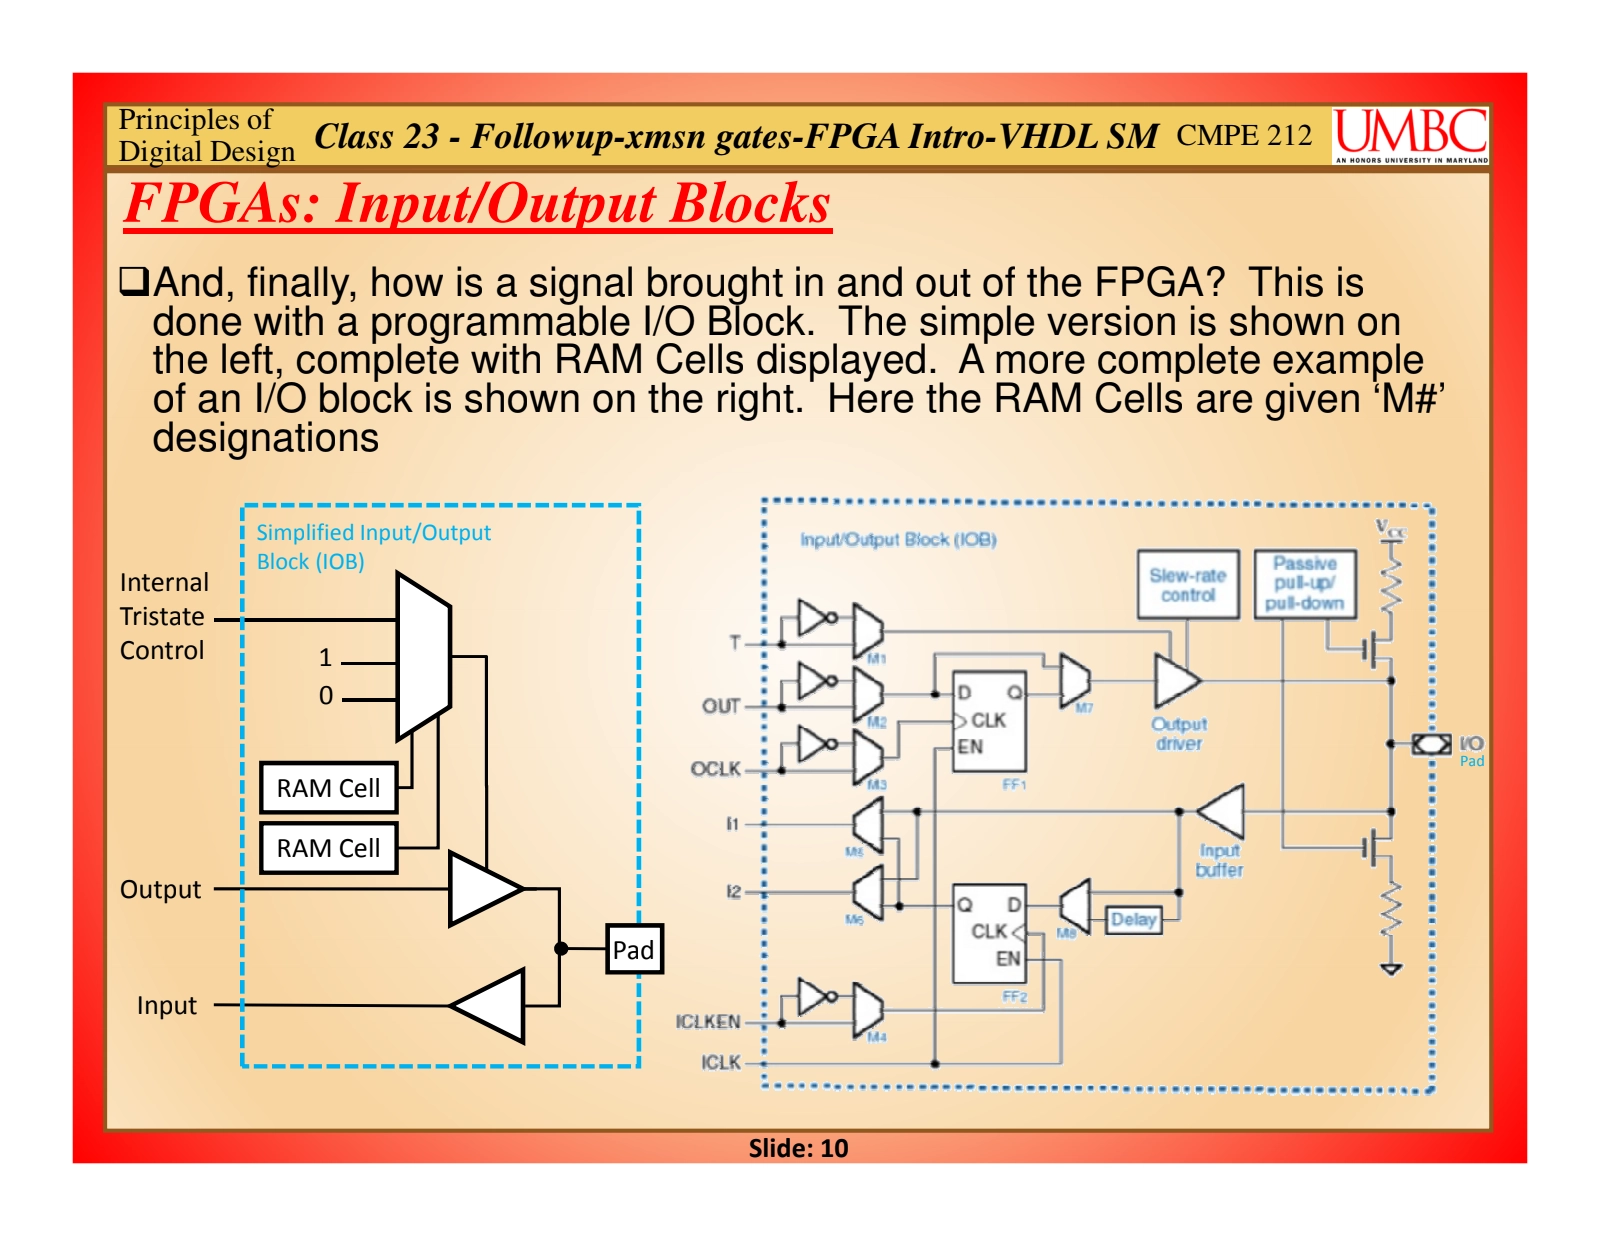 Principles of
Digital Design
Class 23 - Followup-xmsn gates-FPGA Intro-VHDL SM
CMPE 212
UMBC
AN HONORS UNIVERSITY IN MARYLAND
FPGAs: Input/Output Blocks
❑And, finally, how is a signal brought in and out of the FPGA? This is
done with a programmable I/O Block. The simple version is shown on
the left, complete with RAM Cells displayed. A more complete example
of an I/O block is shown on the right. Here the RAM Cells are given ‘M#’
designations
Simplified Input/Output
Block (IOB)
Internal
Tristate
Control
1
0
RAM Cell
RAM Cell
Output
Pad
Input
Input/Output Block (IOB)
VCC
Slew-rate
control
Passive
pull-up/
pull-down
T
M1
OUT
M2
D
Q
CLK
EN
FF1
M7
Output
driver
OCLK
M3
I/O
Pad
I1
M5
Input
buffer
I2
M6
Q
D
CLK
EN
FF2
M8
Delay
ICLKEN
M4
ICLK
Slide: 10